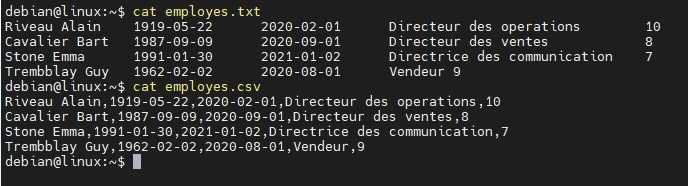 debian@linux:~$ cat employes.txt
Riveau Alain    1919-05-22      2020-02-01      Directeur des operations        10
Cavalier Bart   1987-09-09      2020-09-01      Directeur des ventes    8
Stone Emma      1991-01-30      2021-01-02      Directrice des communication    7
Trembblay Guy   1962-02-02      2020-08-01      Vendeur 9
debian@linux:~$ cat employes.csv
Riveau Alain,1919-05-22,2020-02-01,Directeur des operations,10
Cavalier Bart,1987-09-09,2020-09-01,Directeur des ventes,8
Stone Emma,1991-01-30,2021-01-02,Directrice des communication,7
Trembblay Guy,1962-02-02,2020-08-01,Vendeur,9
debian@linux:~$